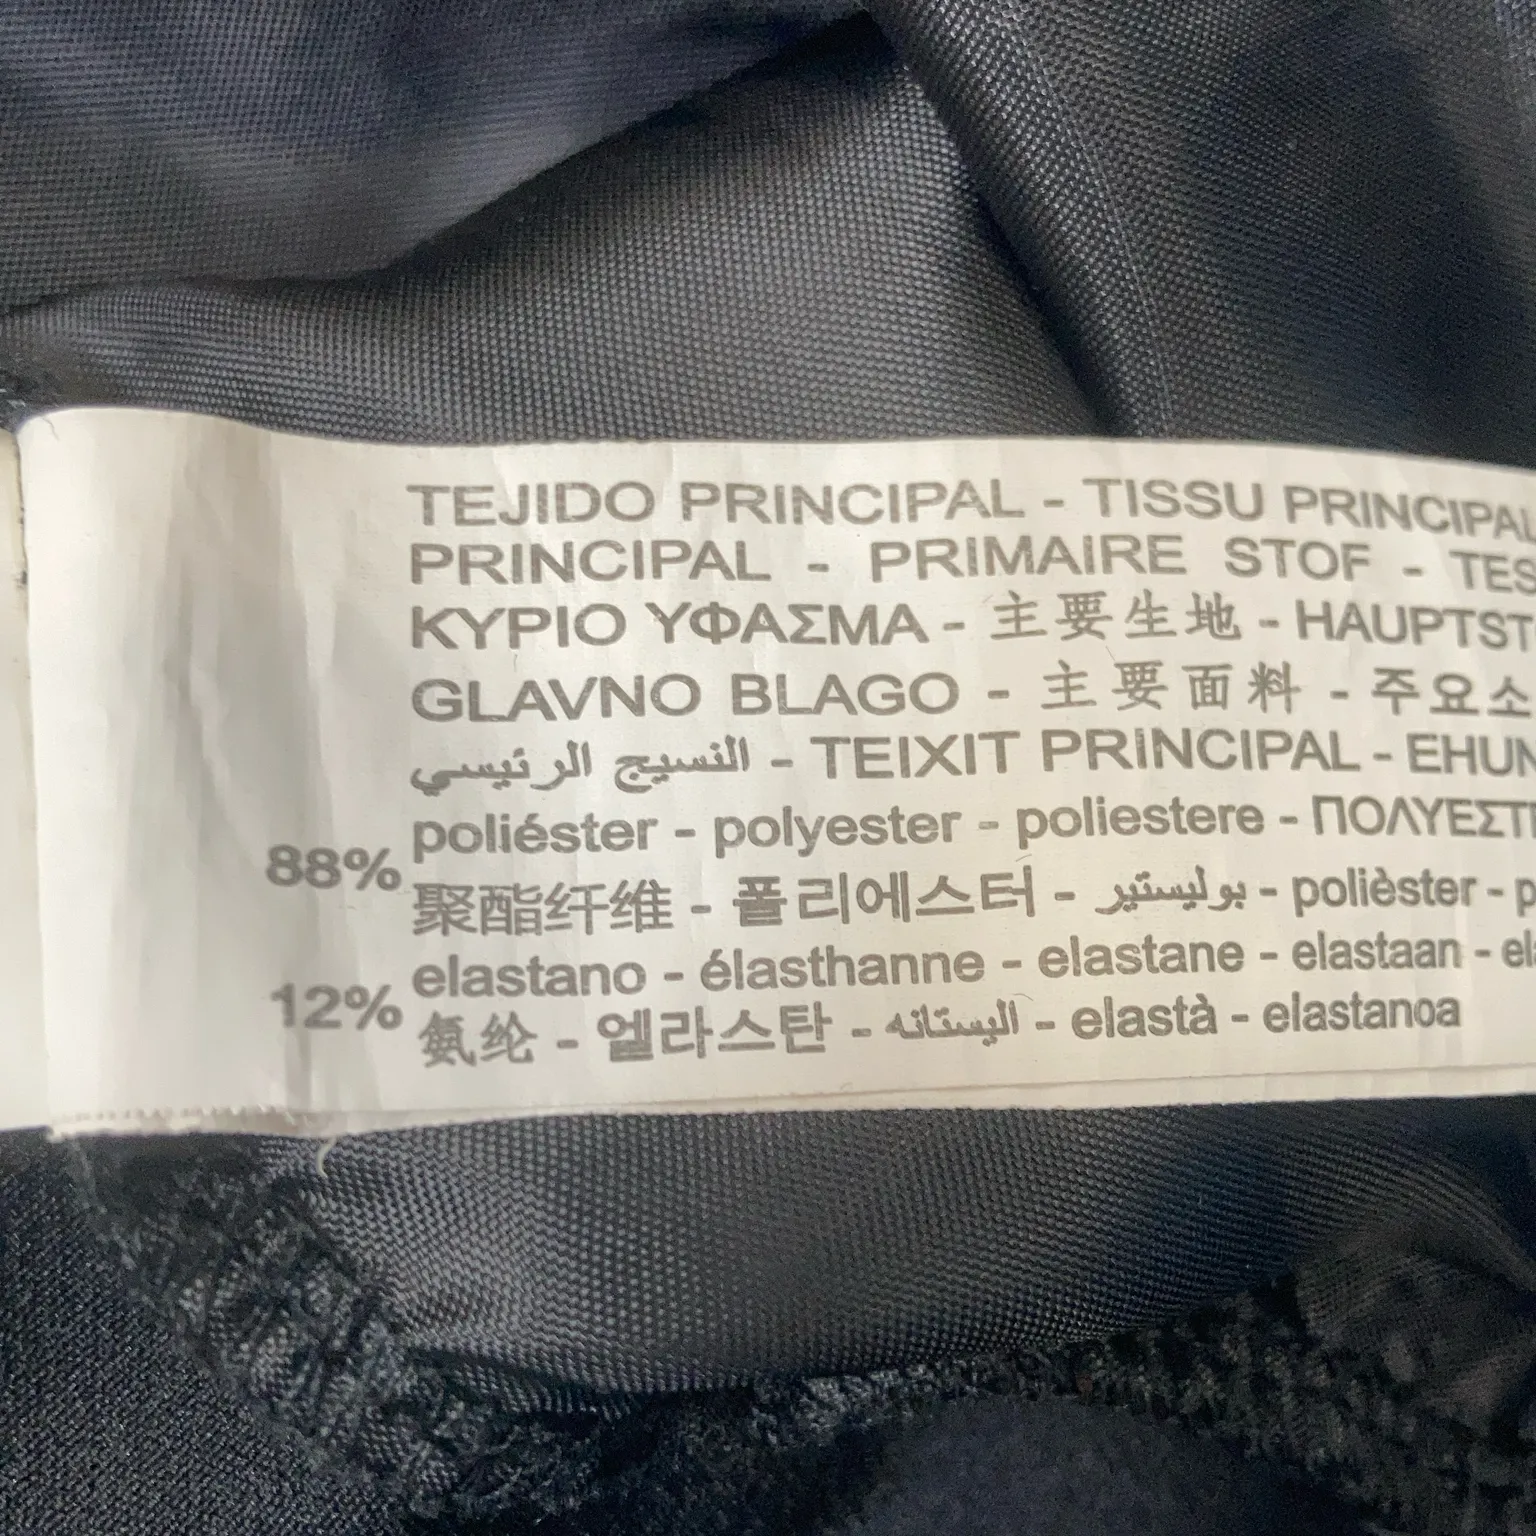 TEJIDO PRINCIPAL - TISSU PRINCIPAL
PRINCIPAL - PRIMAIRE STOF - TES
ΚΥΡΙΟ ΥΦΑΣΜΑ - 主要生地 - HAUPTST
GLAVNO BLAGO - 主要面料 - 주요소
النسيج الرئيسي - TEIXIT PRINCIPAL - EHUN
88% poliéster - polyester - poliestere - ΠΟΛΥΕΣΤ
聚酯纤维 - 폴리에스터 - بوليستير - polièster - p
12% elastano - élasthanne - elastane - elastaan - el
氨纶 - 엘라스탄 - اليستانه - elastà - elastanoa